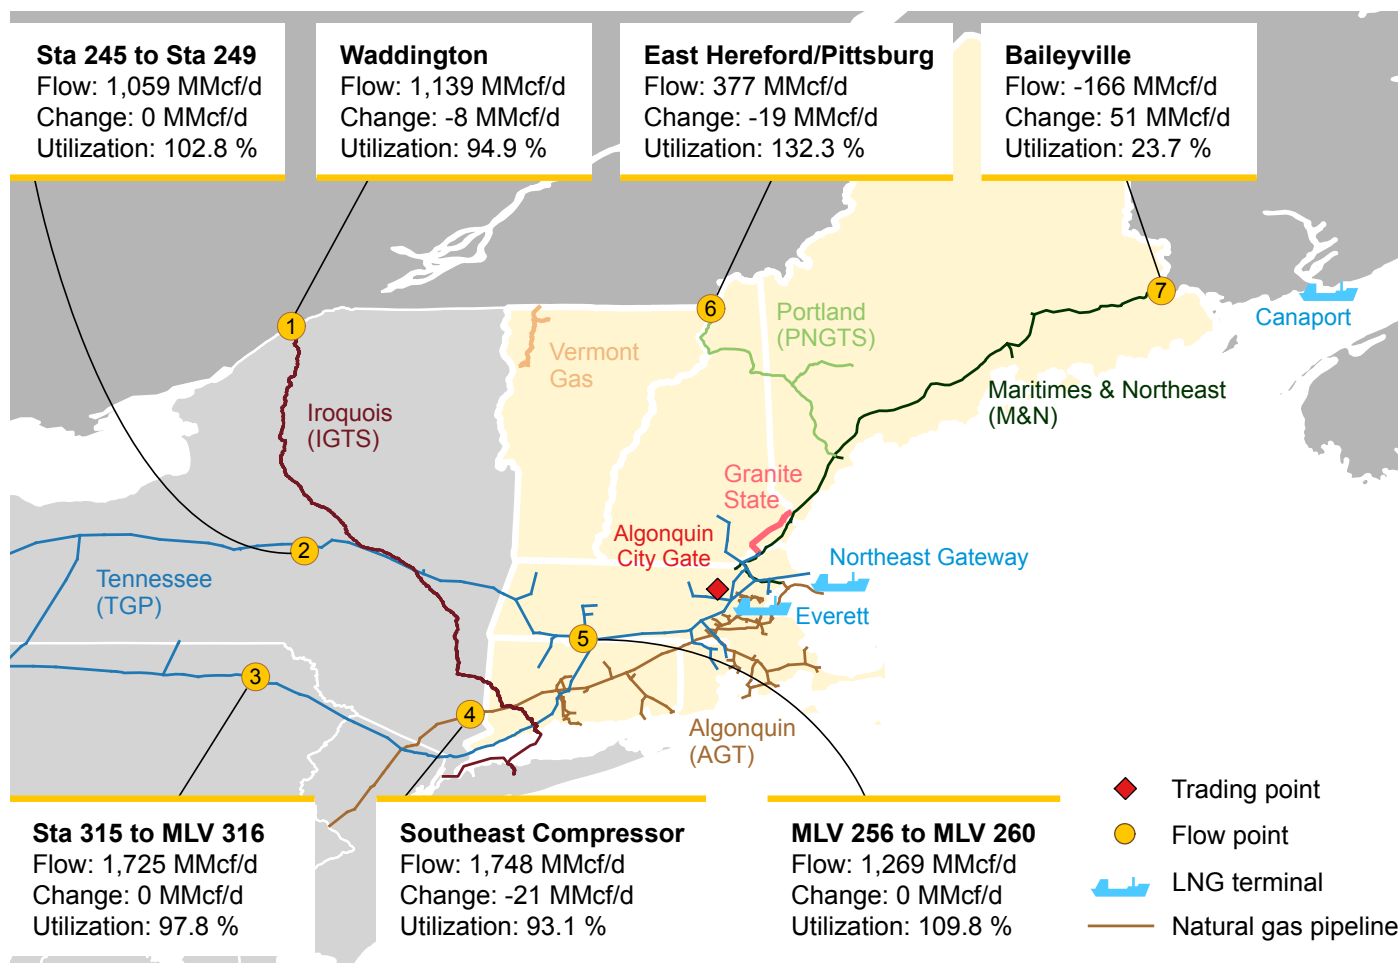 Sta 245 to Sta 249
Flow: 1,059 MMcf/d
Change: 0 MMcf/d
Utilization: 102.8 %
Waddington
Flow: 1,139 MMcf/d
Change: -8 MMcf/d
Utilization: 94.9 %
East Hereford/Pittsburg
Flow: 377 MMcf/d
Change: -19 MMcf/d
Utilization: 132.3 %
Baileyville
Flow: -166 MMcf/d
Change: 51 MMcf/d
Utilization: 23.7 %
7
6
1
Canaport
Portland
(PNGTS)
Vermont
Gas
Maritimes & Northeast
(M&N)
Iroquois
(IGTS)
Granite
State
Algonquin
City Gate
2
Northeast Gateway
Tennessee
(TGP)
Everett
5
3
4
Algonquin
(AGT)
Sta 315 to MLV 316
Flow: 1,725 MMcf/d
Change: 0 MMcf/d
Utilization: 97.8 %
Southeast Compressor
Flow: 1,748 MMcf/d
Change: -21 MMcf/d
Utilization: 93.1 %
MLV 256 to MLV 260
Flow: 1,269 MMcf/d
Change: 0 MMcf/d
Utilization: 109.8 %
Trading point
Flow point
LNG terminal
Natural gas pipeline